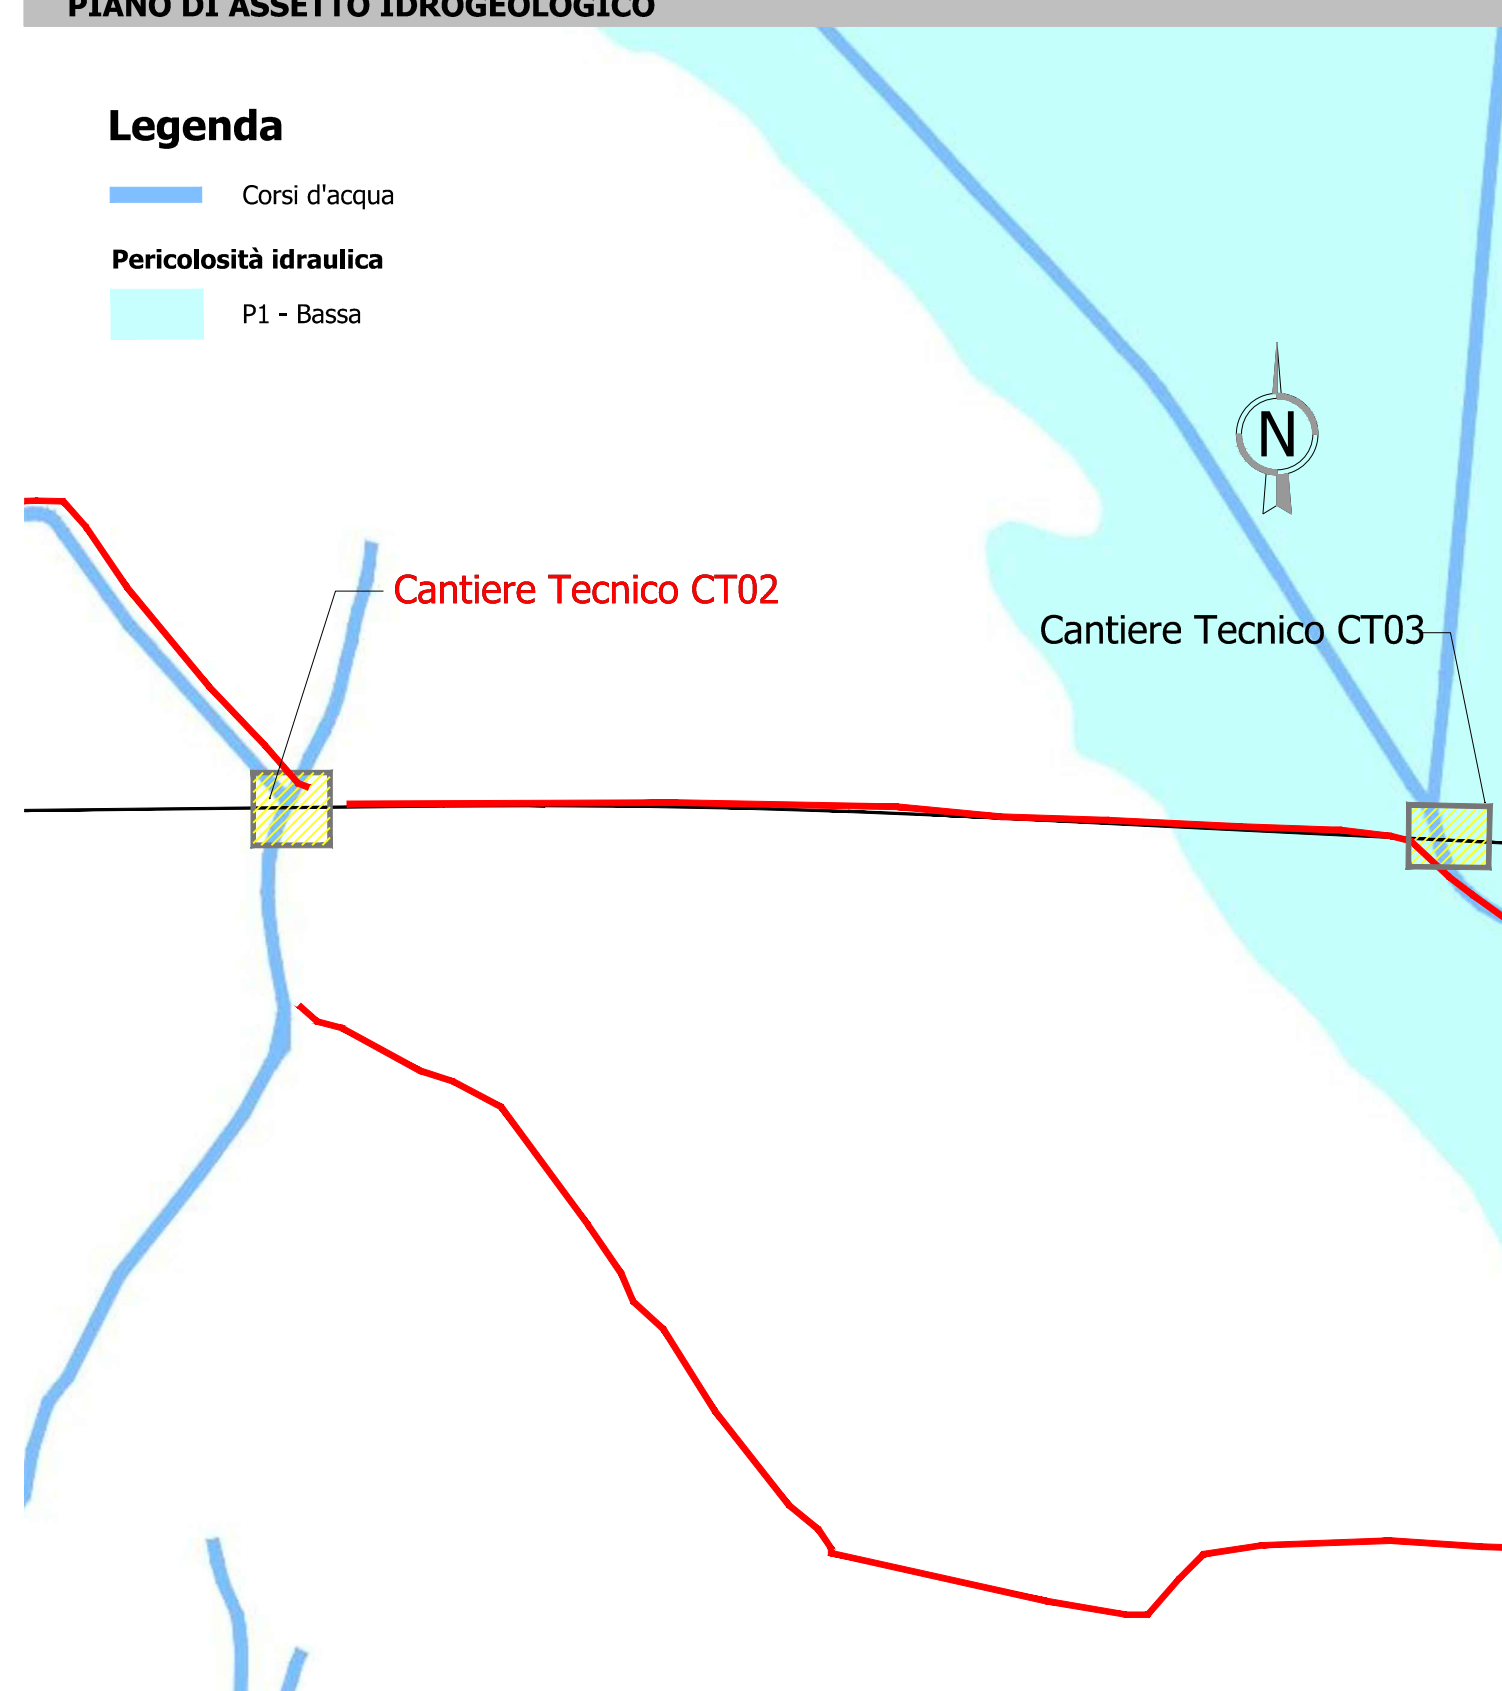 PIANO DI ASSETTO IDROGEOLOGICO
Legenda
Corsi d'acqua
Pericolosità idraulica
P1 - Bassa
N
Cantiere Tecnico CT02
Cantiere Tecnico CT03